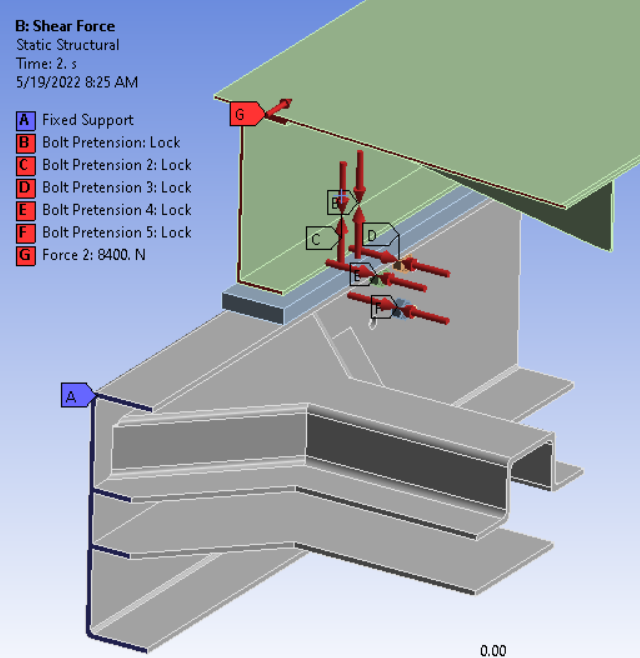 B: Shear Force
Static Structural
Time: 2. s
5/19/2022 8:25 AM
A Fixed Support
B Bolt Pretension: Lock
C Bolt Pretension 2: Lock
D Bolt Pretension 3: Lock
E Bolt Pretension 4: Lock
F Bolt Pretension 5: Lock
G Force 2: 8400. N
G
B
C
D
E
F
A
0.00